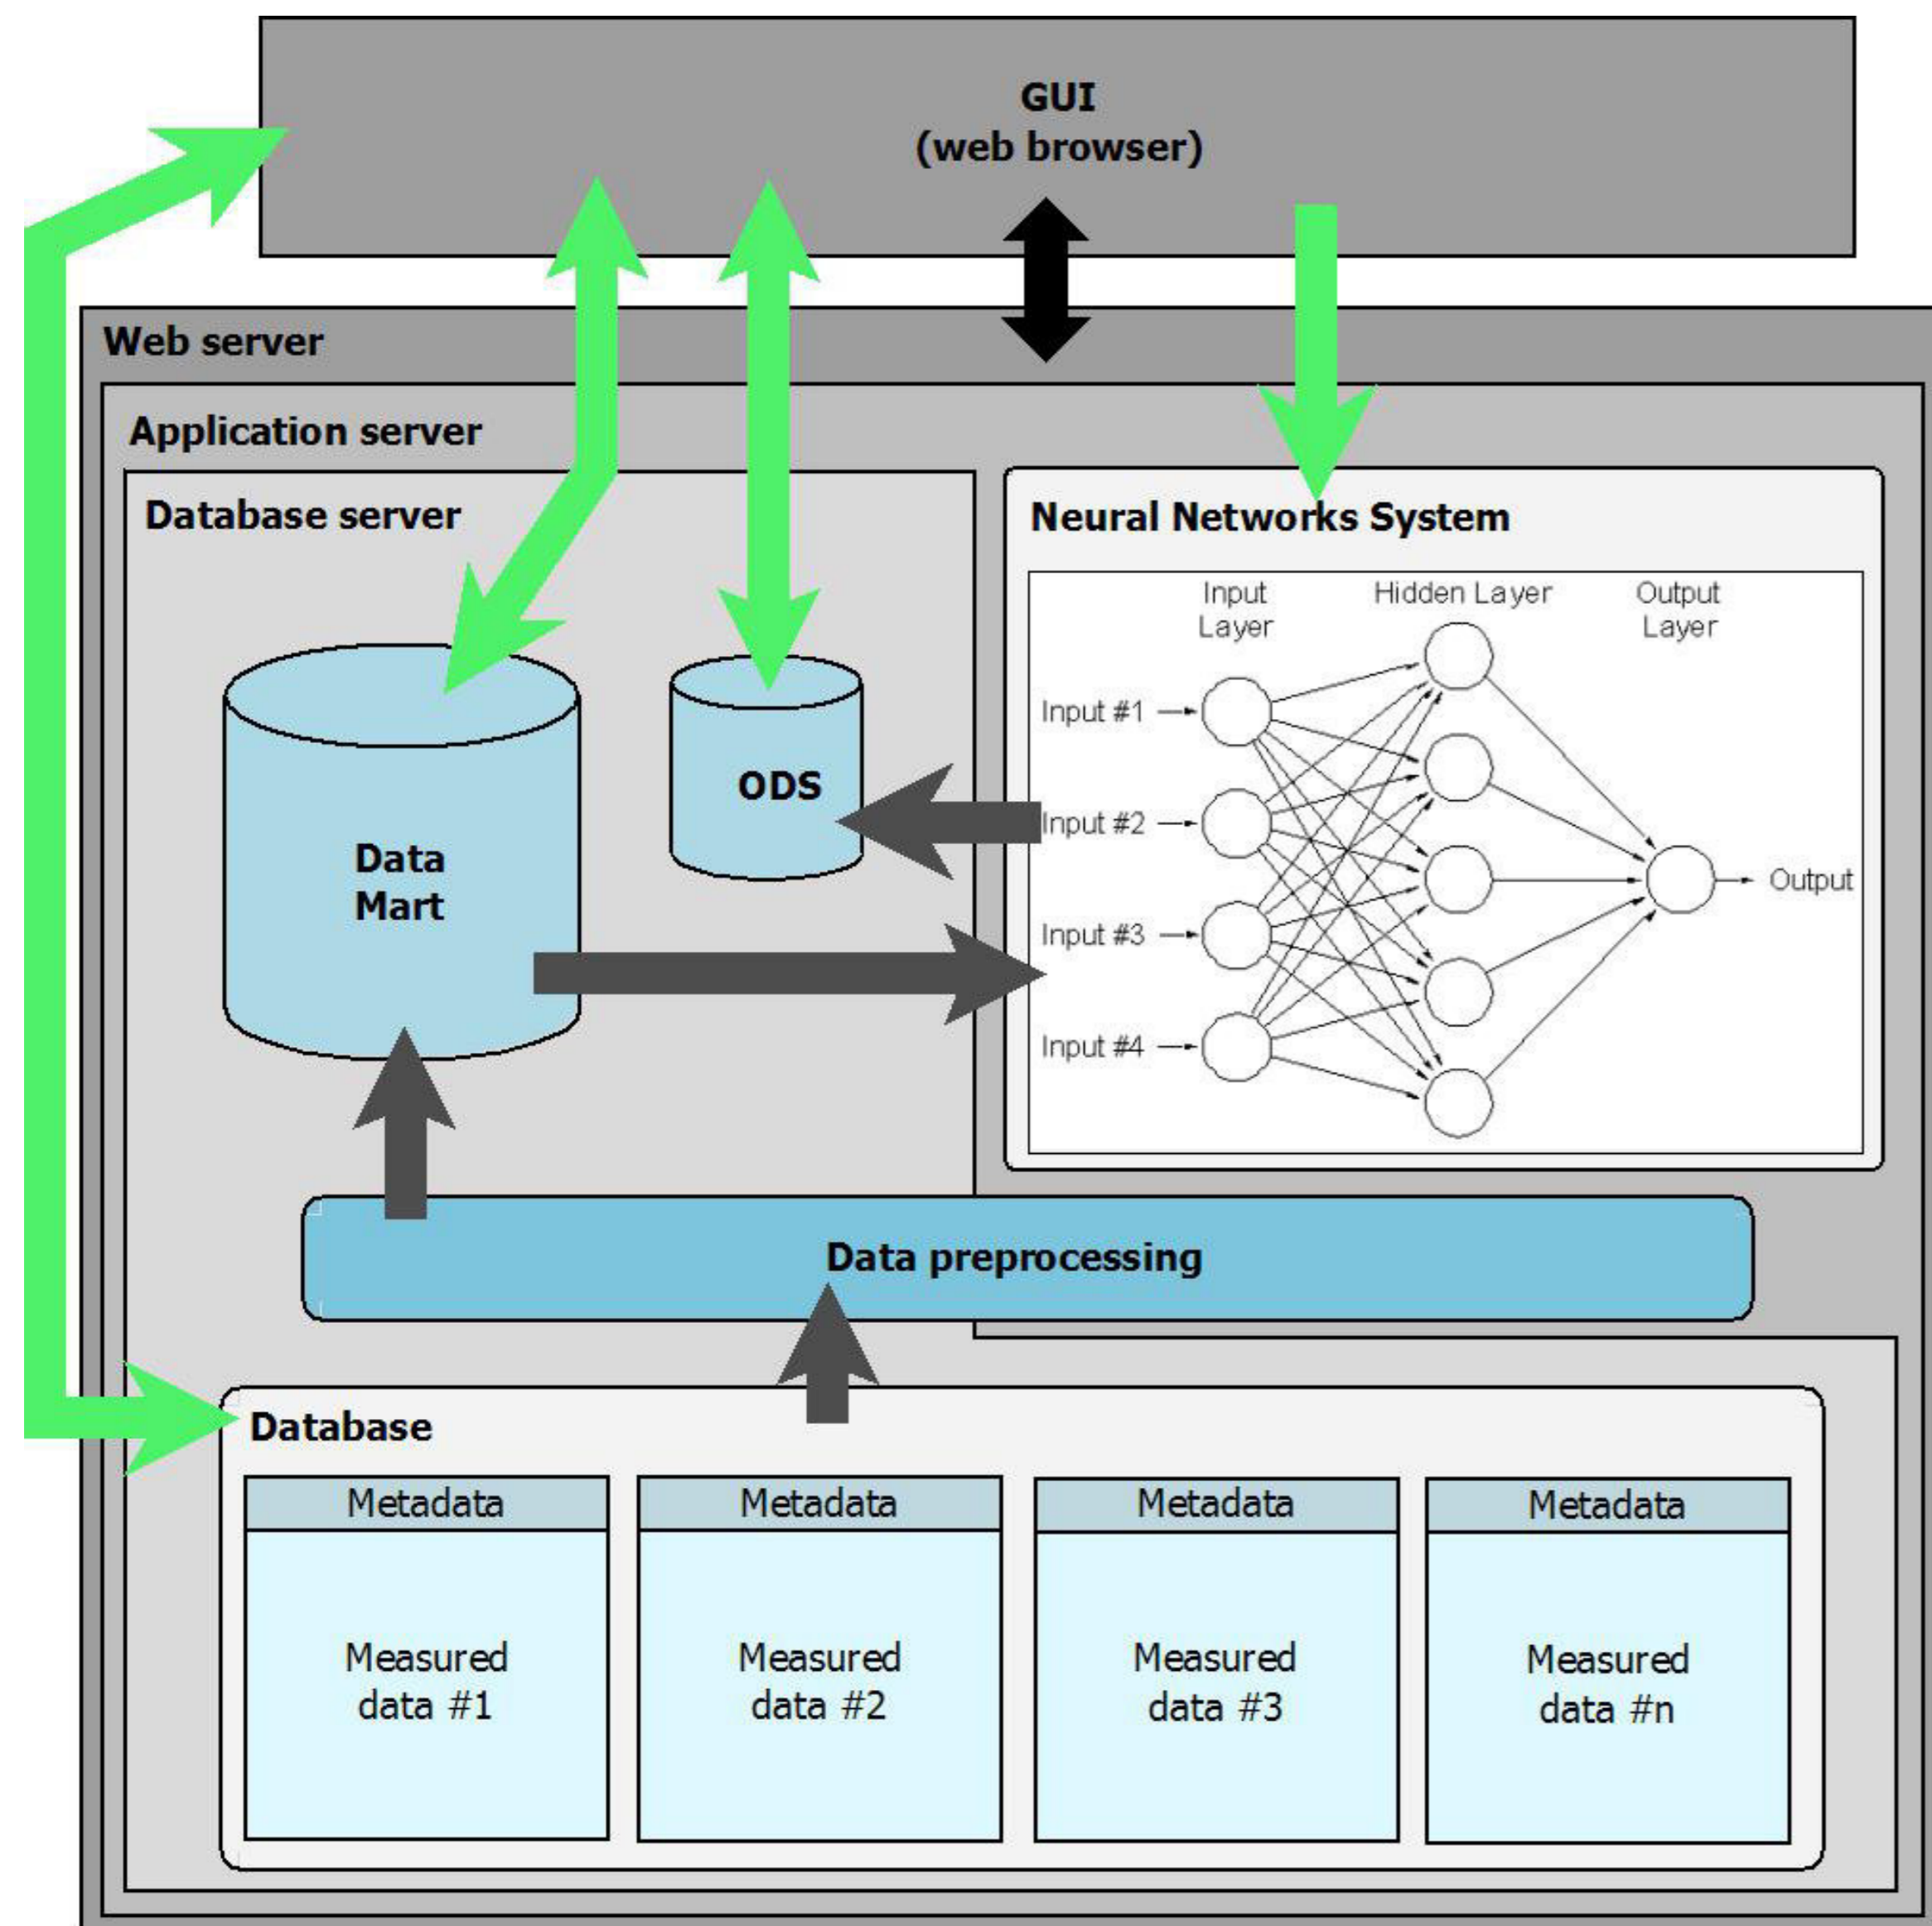 GUI
(web browser)
Web server
Application server
Database server
Neural Networks System
Input
Layer
Hidden Layer
Output
Layer
Input #1
Input #2
Input #3
Input #4
Output
ODS
Data
Mart
Data preprocessing
Database
Metadata
Measured
data #1
Metadata
Measured
data #2
Metadata
Measured
data #3
Metadata
Measured
data #n